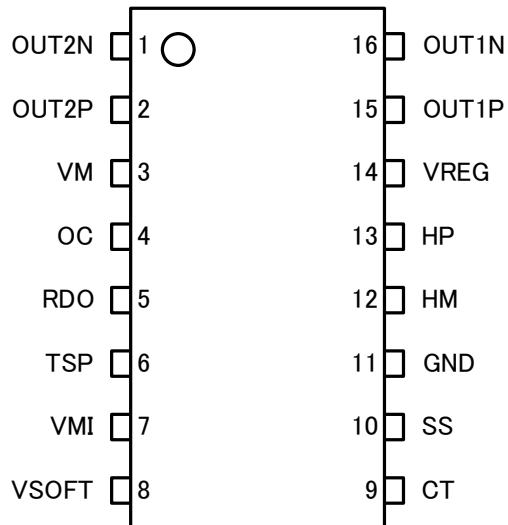 OUT2N 1 16 OUT1N
OUT2P 2 15 OUT1P
VM 3 14 VREG
OC 4 13 HP
RDO 5 12 HM
TSP 6 11 GND
VMI 7 10 SS
VSOFT 8 9 CT